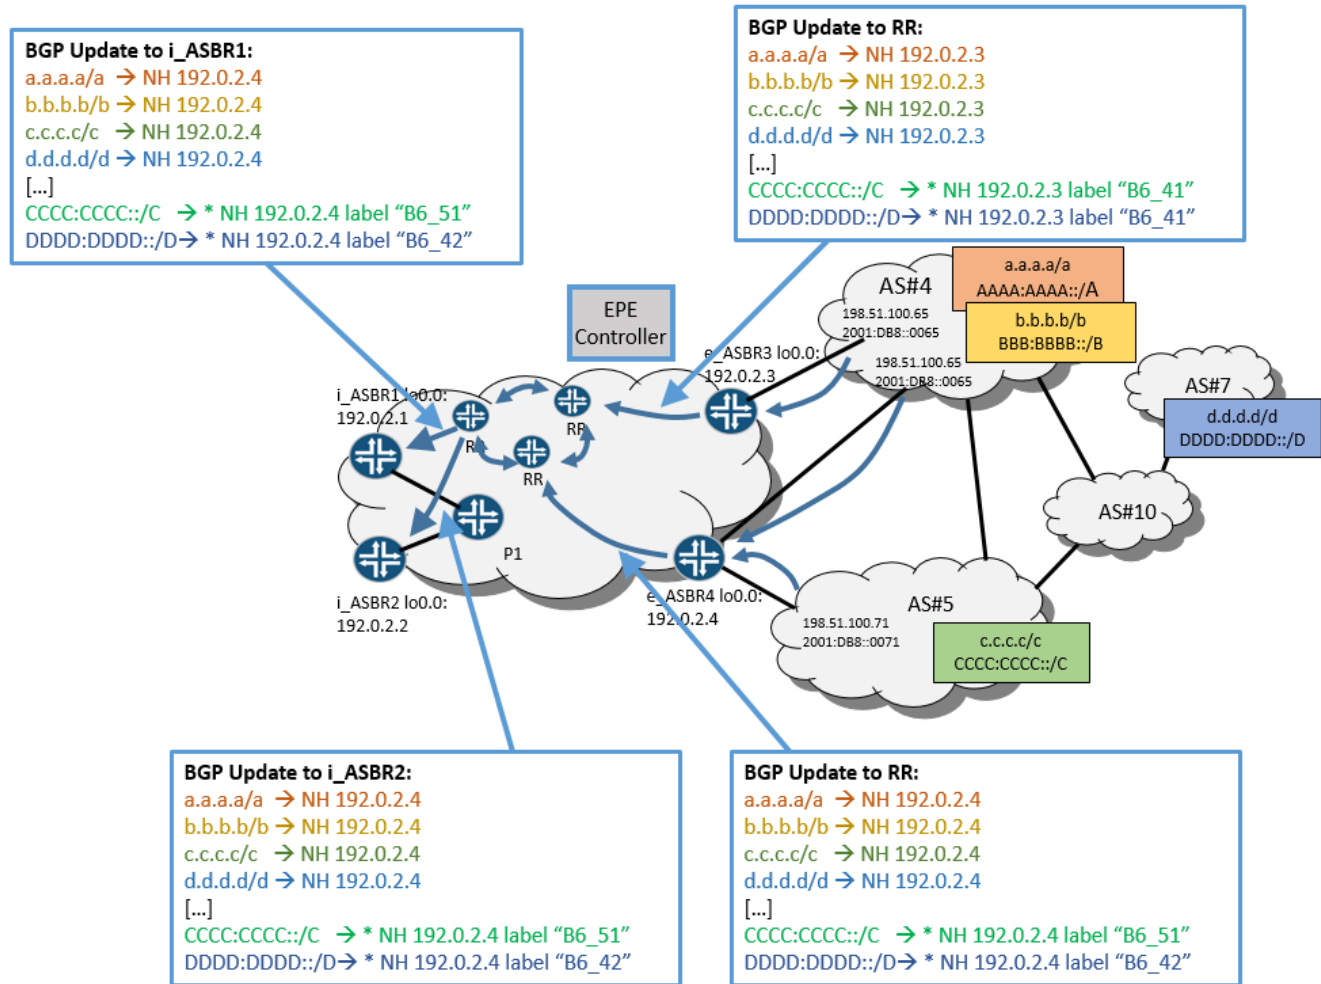 BGP Update to i_ASBR1:
a.a.a.a/a → NH 192.0.2.4
b.b.b.b/b → NH 192.0.2.4
c.c.c.c/c → NH 192.0.2.4
d.d.d.d/d → NH 192.0.2.4
[...]
CCCC:CCCC::/C → * NH 192.0.2.4 label “B6_51”
DDDD:DDDD::/D→ * NH 192.0.2.4 label “B6_42”
BGP Update to RR:
a.a.a.a/a → NH 192.0.2.3
b.b.b.b/b → NH 192.0.2.3
c.c.c.c/c → NH 192.0.2.3
d.d.d.d/d → NH 192.0.2.3
[...]
CCCC:CCCC::/C → * NH 192.0.2.3 label “B6_41”
DDDD:DDDD::/D→ * NH 192.0.2.3 label “B6_41”
EPE
Controller
AS#4
198.51.100.65
2001:DB8::0065
198.51.100.65
2001:DB8::0065
a.a.a.a/a
AAAA:AAAA::/A
b.b.b.b/b
BBB:BBBB::/B
AS#7
d.d.d.d/d
DDDD:DDDD::/D
e_ASBR3 lo0.0:
192.0.2.3
i_ASBR1 lo0.0:
192.0.2.1
RR
RR
RR
P1
AS#10
i_ASBR2 lo0.0:
192.0.2.2
e_ASBR4 lo0.0:
192.0.2.4
AS#5
198.51.100.71
2001:DB8::0071
c.c.c.c/c
CCCC:CCCC::/C
BGP Update to i_ASBR2:
a.a.a.a/a → NH 192.0.2.4
b.b.b.b/b → NH 192.0.2.4
c.c.c.c/c → NH 192.0.2.4
d.d.d.d/d → NH 192.0.2.4
[...]
CCCC:CCCC::/C → * NH 192.0.2.4 label “B6_51”
DDDD:DDDD::/D→ * NH 192.0.2.4 label “B6_42”
BGP Update to RR:
a.a.a.a/a → NH 192.0.2.4
b.b.b.b/b → NH 192.0.2.4
c.c.c.c/c → NH 192.0.2.4
d.d.d.d/d → NH 192.0.2.4
[...]
CCCC:CCCC::/C → * NH 192.0.2.4 label “B6_51”
DDDD:DDDD::/D→ * NH 192.0.2.4 label “B6_42”